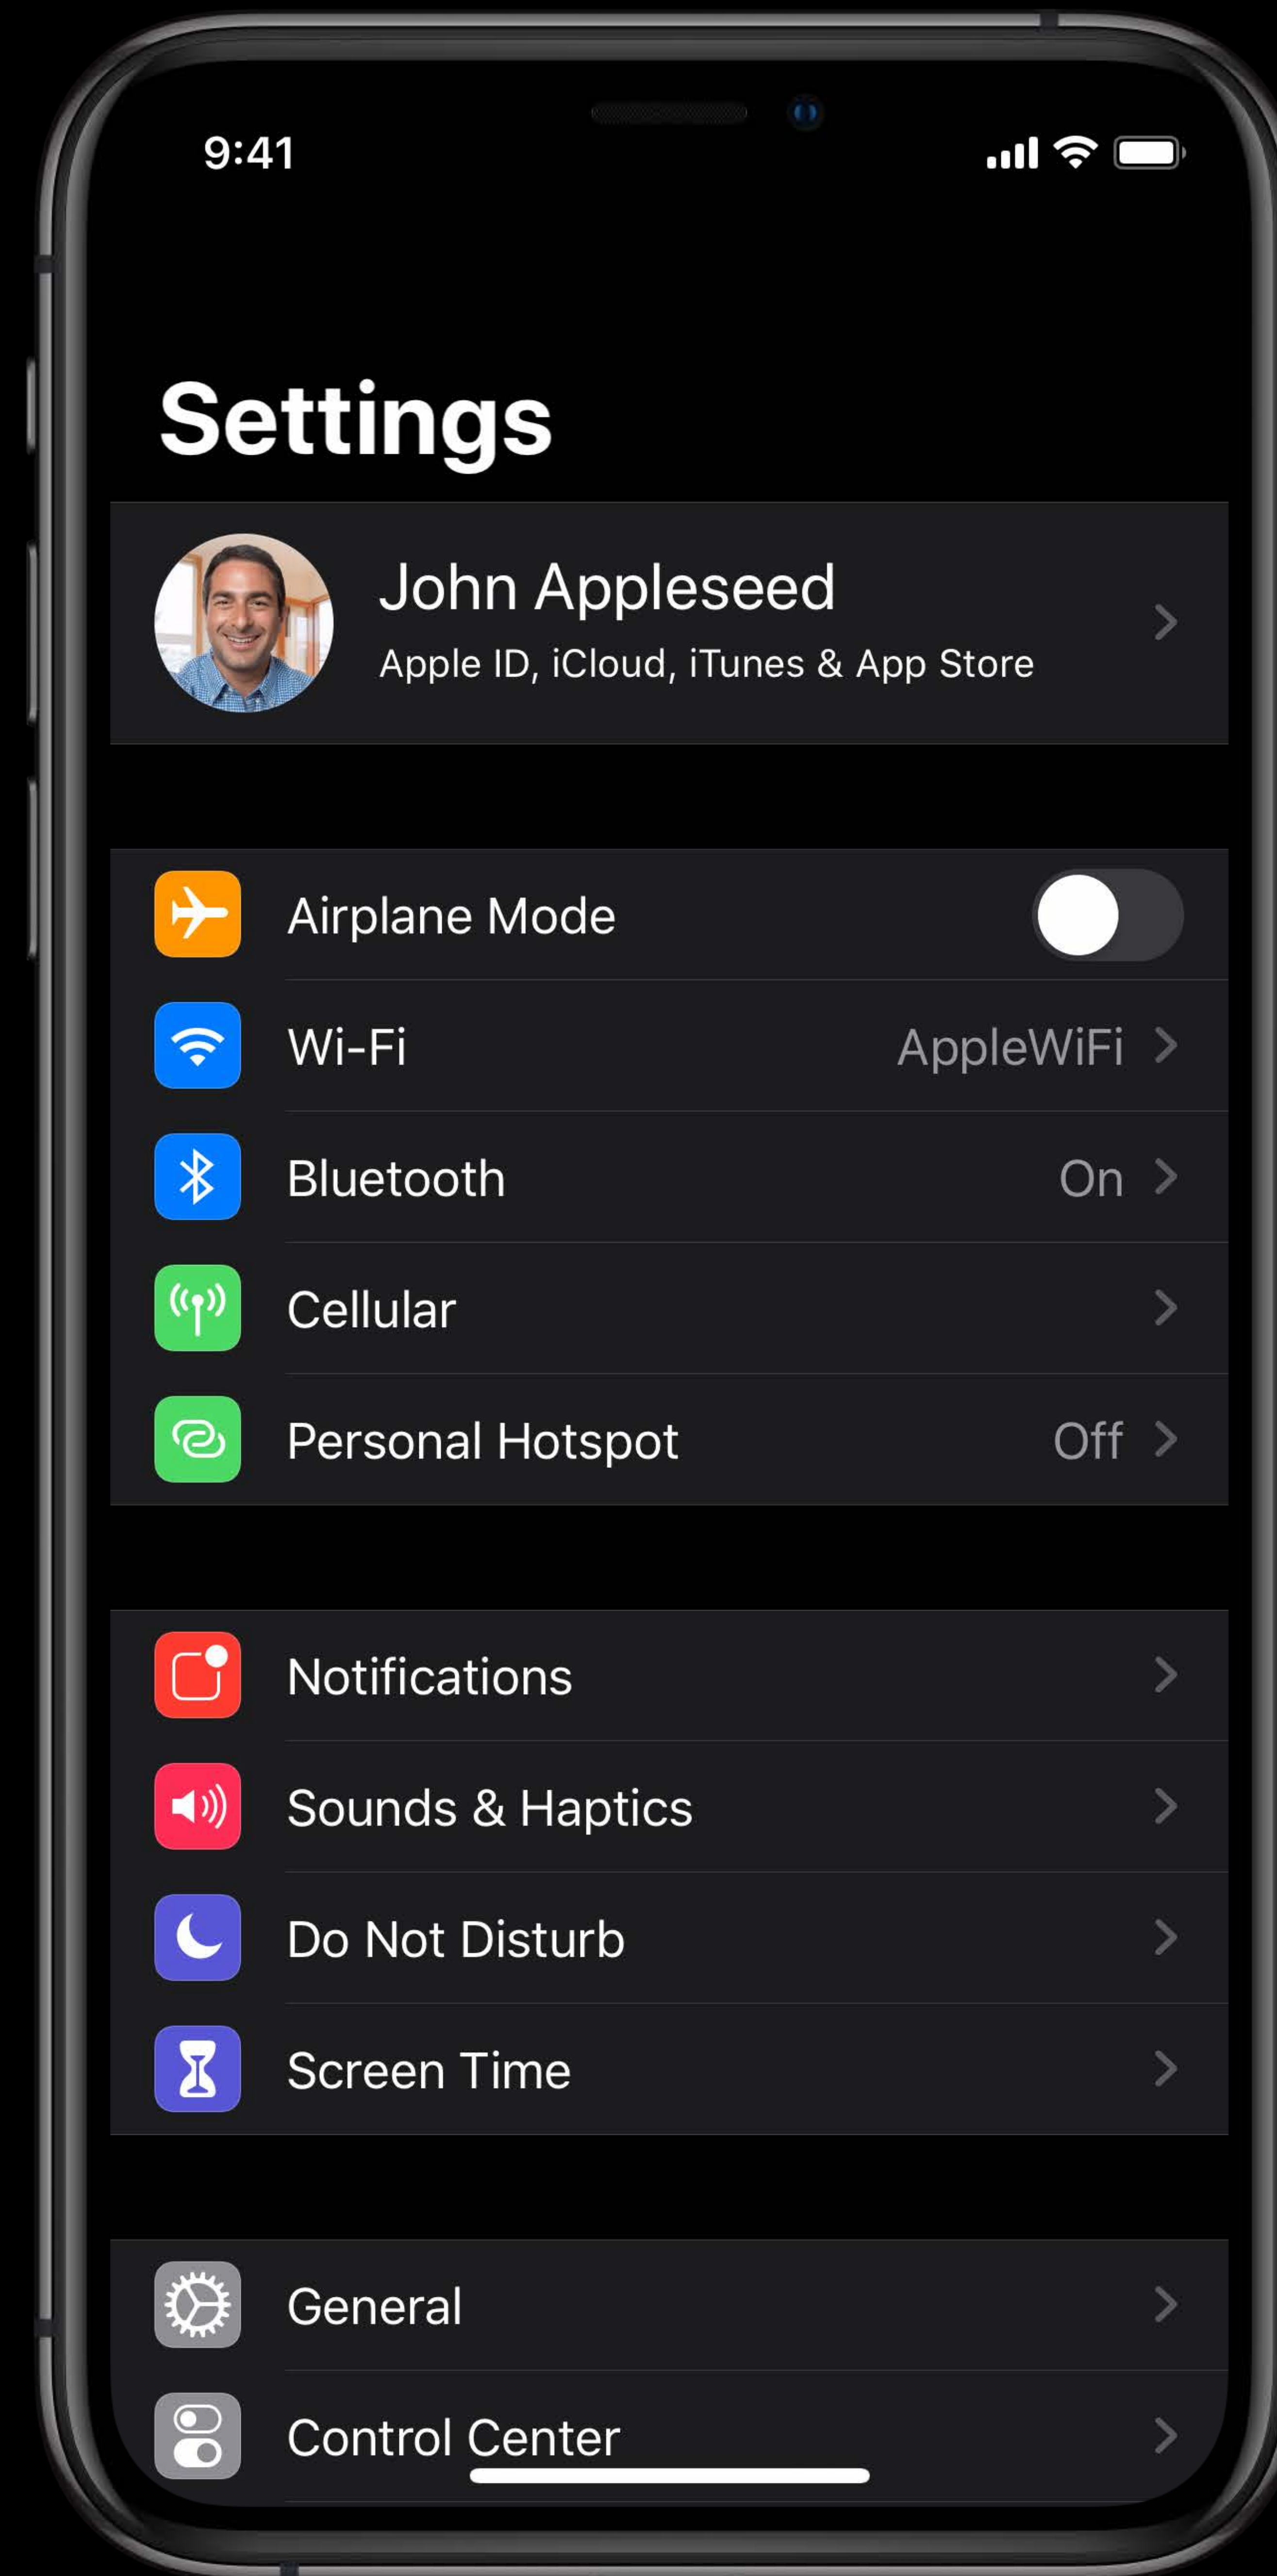 9:41
Settings
John Appleseed
Apple ID, iCloud, iTunes & App Store
Airplane Mode
Wi-Fi AppleWiFi
Bluetooth On
Cellular
Personal Hotspot Off
Notifications
Sounds & Haptics
Do Not Disturb
Screen Time
General
Control Center